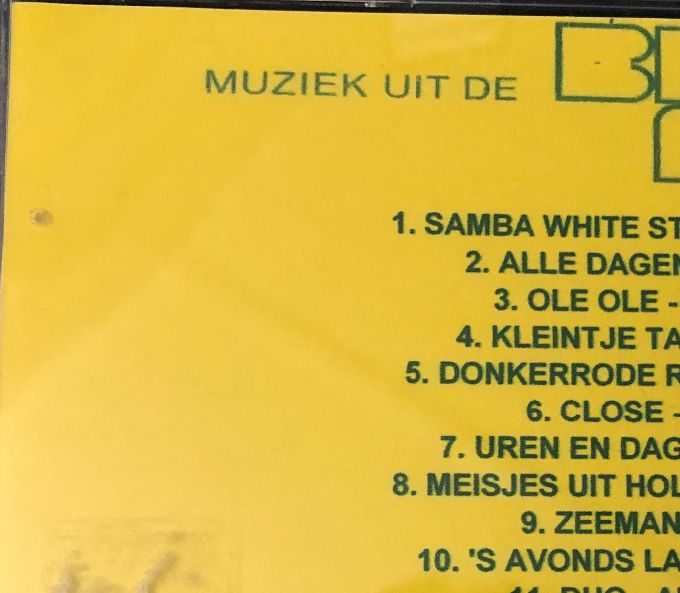 MUZIEK UIT DE
1. SAMBA WHITE ST
2. ALLE DAGEN
3. OLE OLE -
4. KLEINTJE TA
5. DONKERRODE R
6. CLOSE -
7. UREN EN DAG
8. MEISJES UIT HOL
9. ZEEMAN
10. 'S AVONDS LA